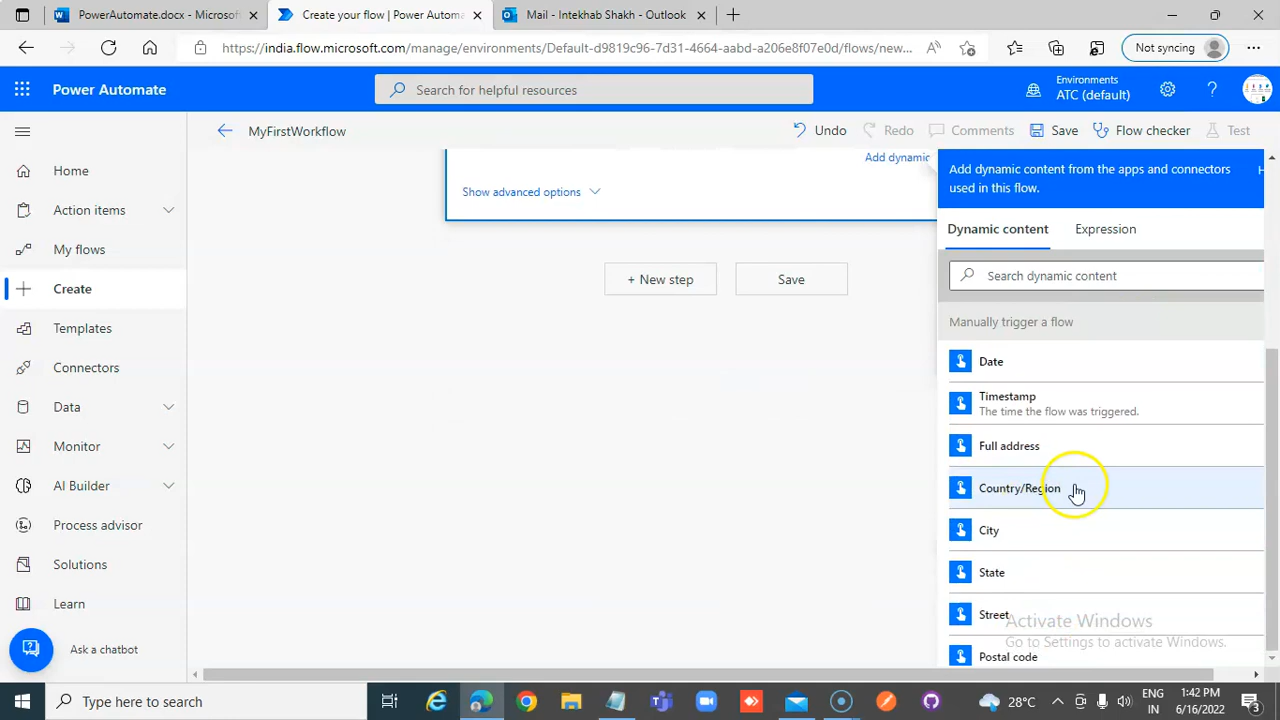 PowerAutomate.docx - Microsoft
Create your flow | Power Automa
Mail - Intekhab Shakh - Outlook
https://india.flow.microsoft.com/manage/environments/Default-d9819c96-7d31-4664-aabd-a206e8f07e0d/flows/new...
Not syncing
Power Automate
Search for helpful resources
Environments
ATC (default)
MyFirstWorkflow
Undo
Redo
Comments
Save
Flow checker
Test
Home
Action items
My flows
Create
Templates
Connectors
Data
Monitor
AI Builder
Process advisor
Solutions
Learn
Ask a chatbot
Add dynamic
Show advanced options
+ New step
Save
Add dynamic content from the apps and connectors
used in this flow.
H
Dynamic content
Expression
Search dynamic content
Manually trigger a flow
Date
Timestamp
The time the flow was triggered.
Full address
Country/Region
City
State
Street
Postal code
Activate Windows
Go to Settings to activate Windows.
Type here to search
28°C
ENG
IN
1:42 PM
6/16/2022
3